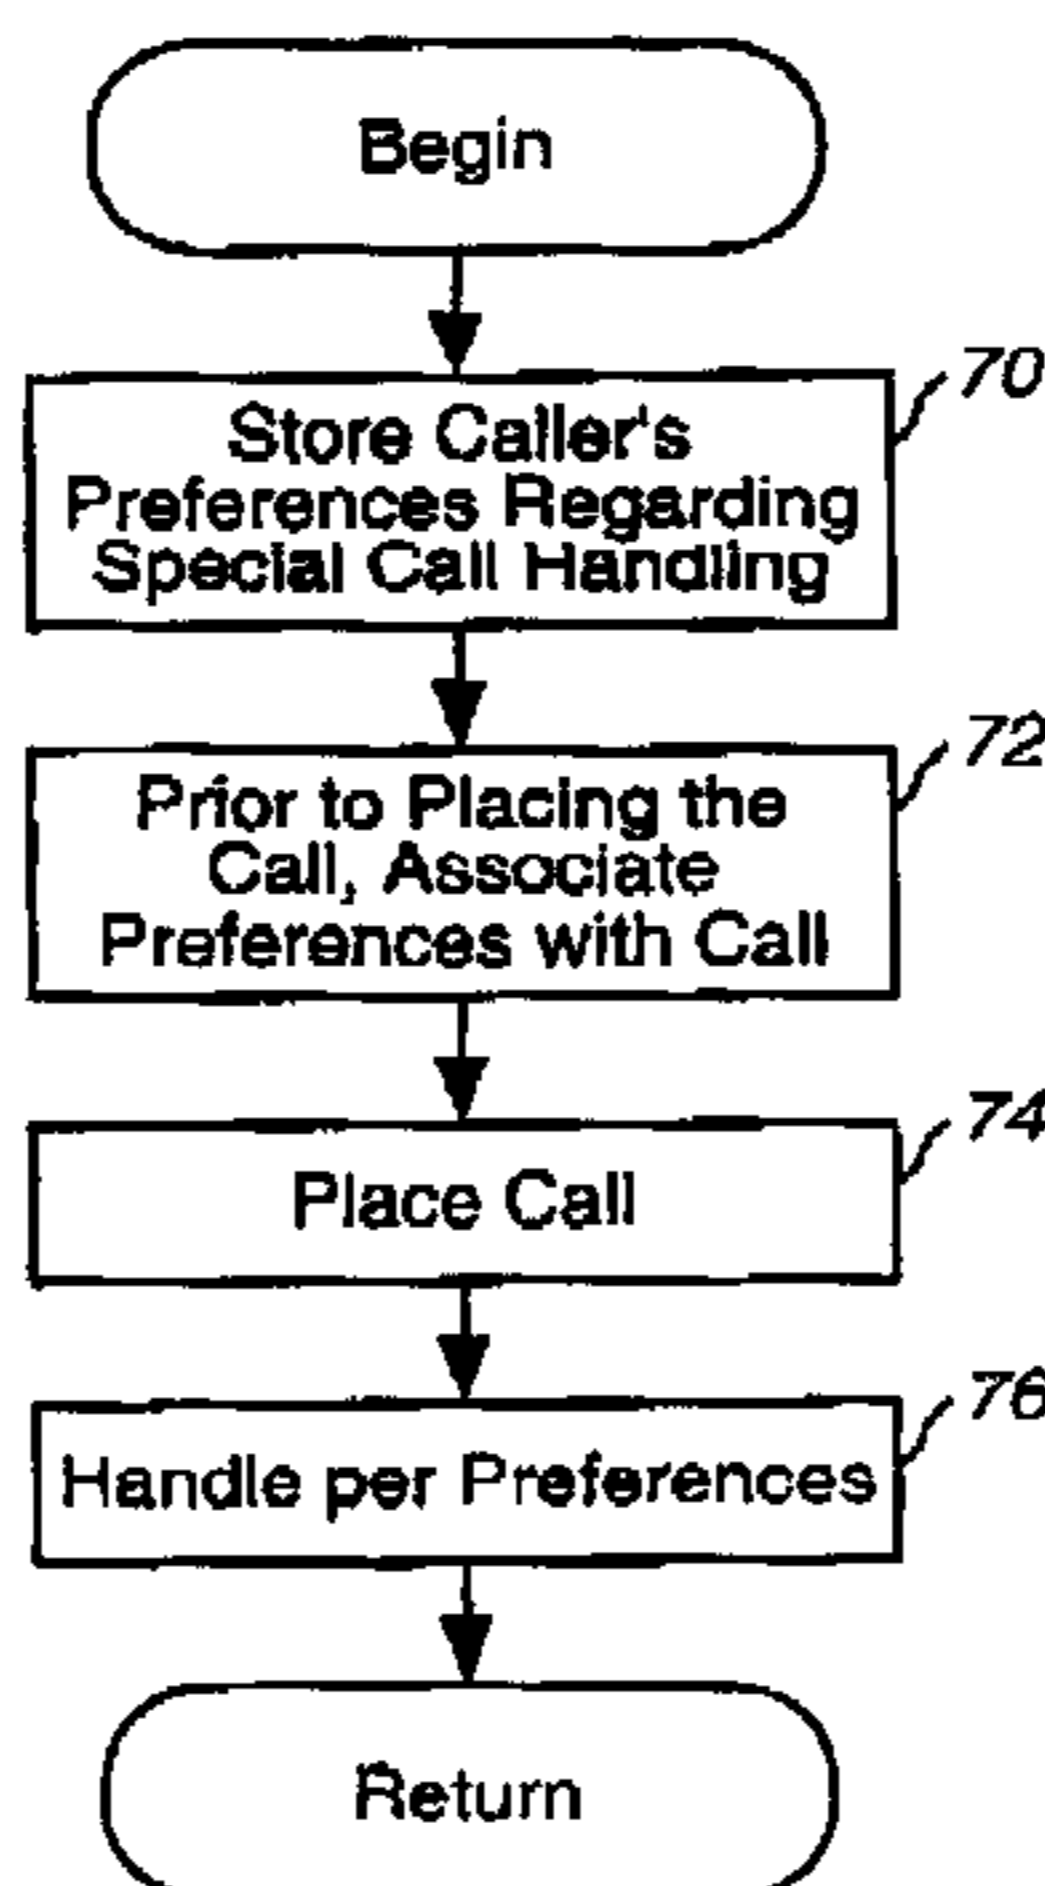 Begin
70
Store Caller's
Preferences Regarding
Special Call Handling
72
Prior to Placing the
Call, Associate
Preferences with Call
74
Place Call
76
Handle per Preferences
Return